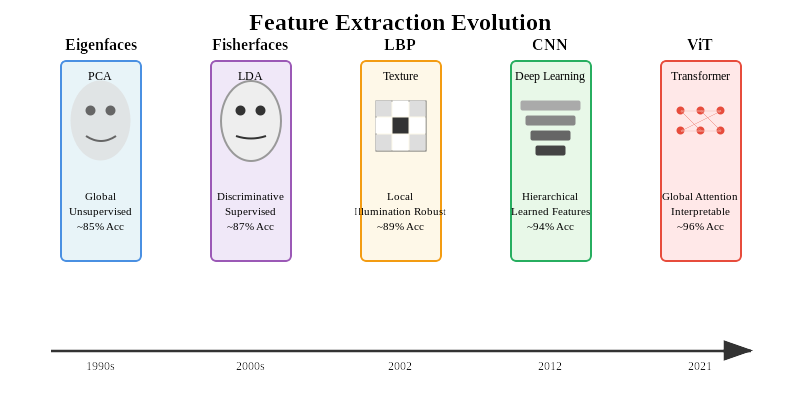 Feature Extraction Evolution
Eigenfaces
PCA
Global
Unsupervised
~85% Acc
Fisherfaces
LDA
Discriminative
Supervised
~87% Acc
LBP
Texture
Local
Illumination Robust
~89% Acc
CNN
Deep Learning
Hierarchical
Learned Features
~94% Acc
ViT
Transformer
Global Attention
Interpretable
~96% Acc
1990s
2000s
2002
2012
2021